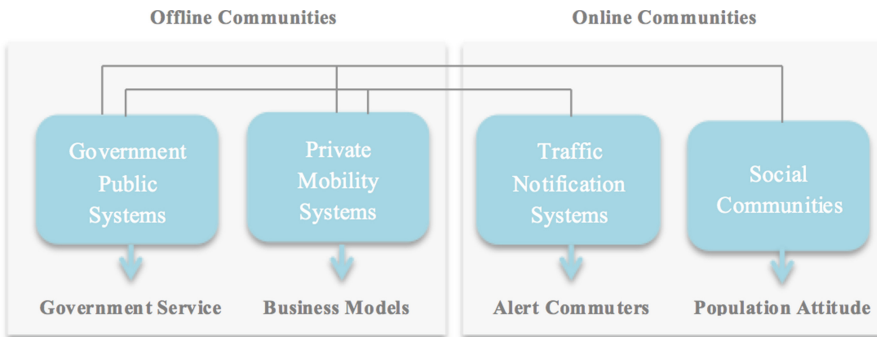 Offline Communities
Online Communities
Government
Public
Systems
Private
Mobility
Systems
Traffic
Notification
Systems
Social
Communities
Government Service
Business Models
Alert Commuters
Population Attitude